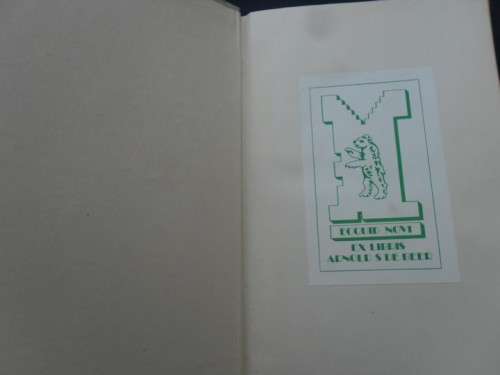 ECQUID NOVI
EX LIBRIS
ARNOLD S DE BEER